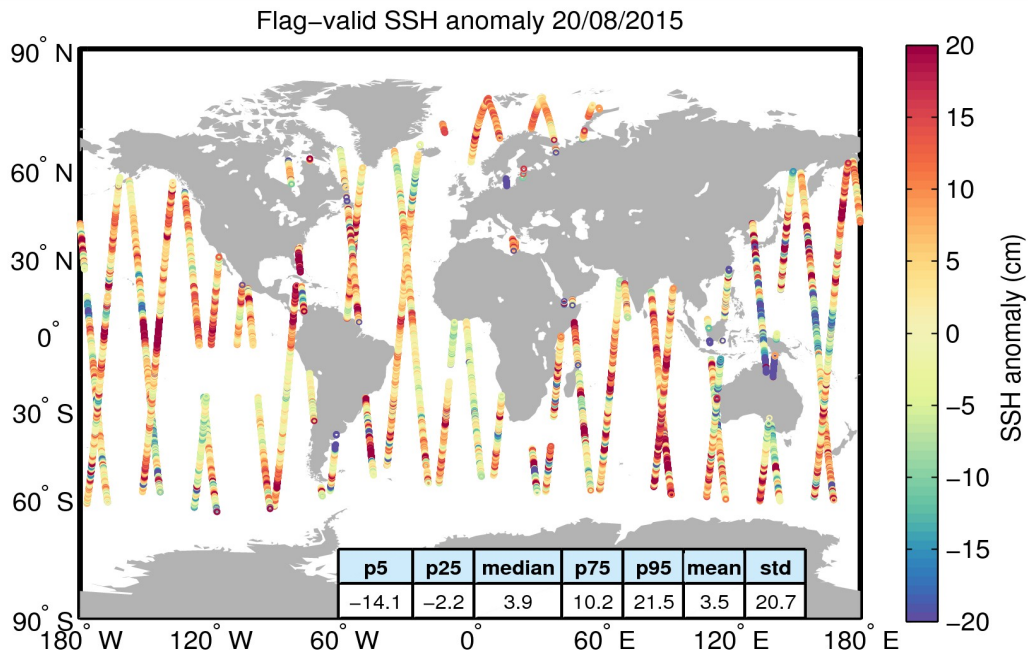 Flag−valid SSH anomaly 20/08/2015
90° N
60° N
30° N
0°
30° S
60° S
90° S
180° W
120° W
60° W
0°
60° E
120° E
180° E
p5 p25 median p75 p95 mean std
−14.1 −2.2 3.9 10.2 21.5 3.5 20.7
20
15
10
5
0
−5
−10
−15
−20
SSH anomaly (cm)